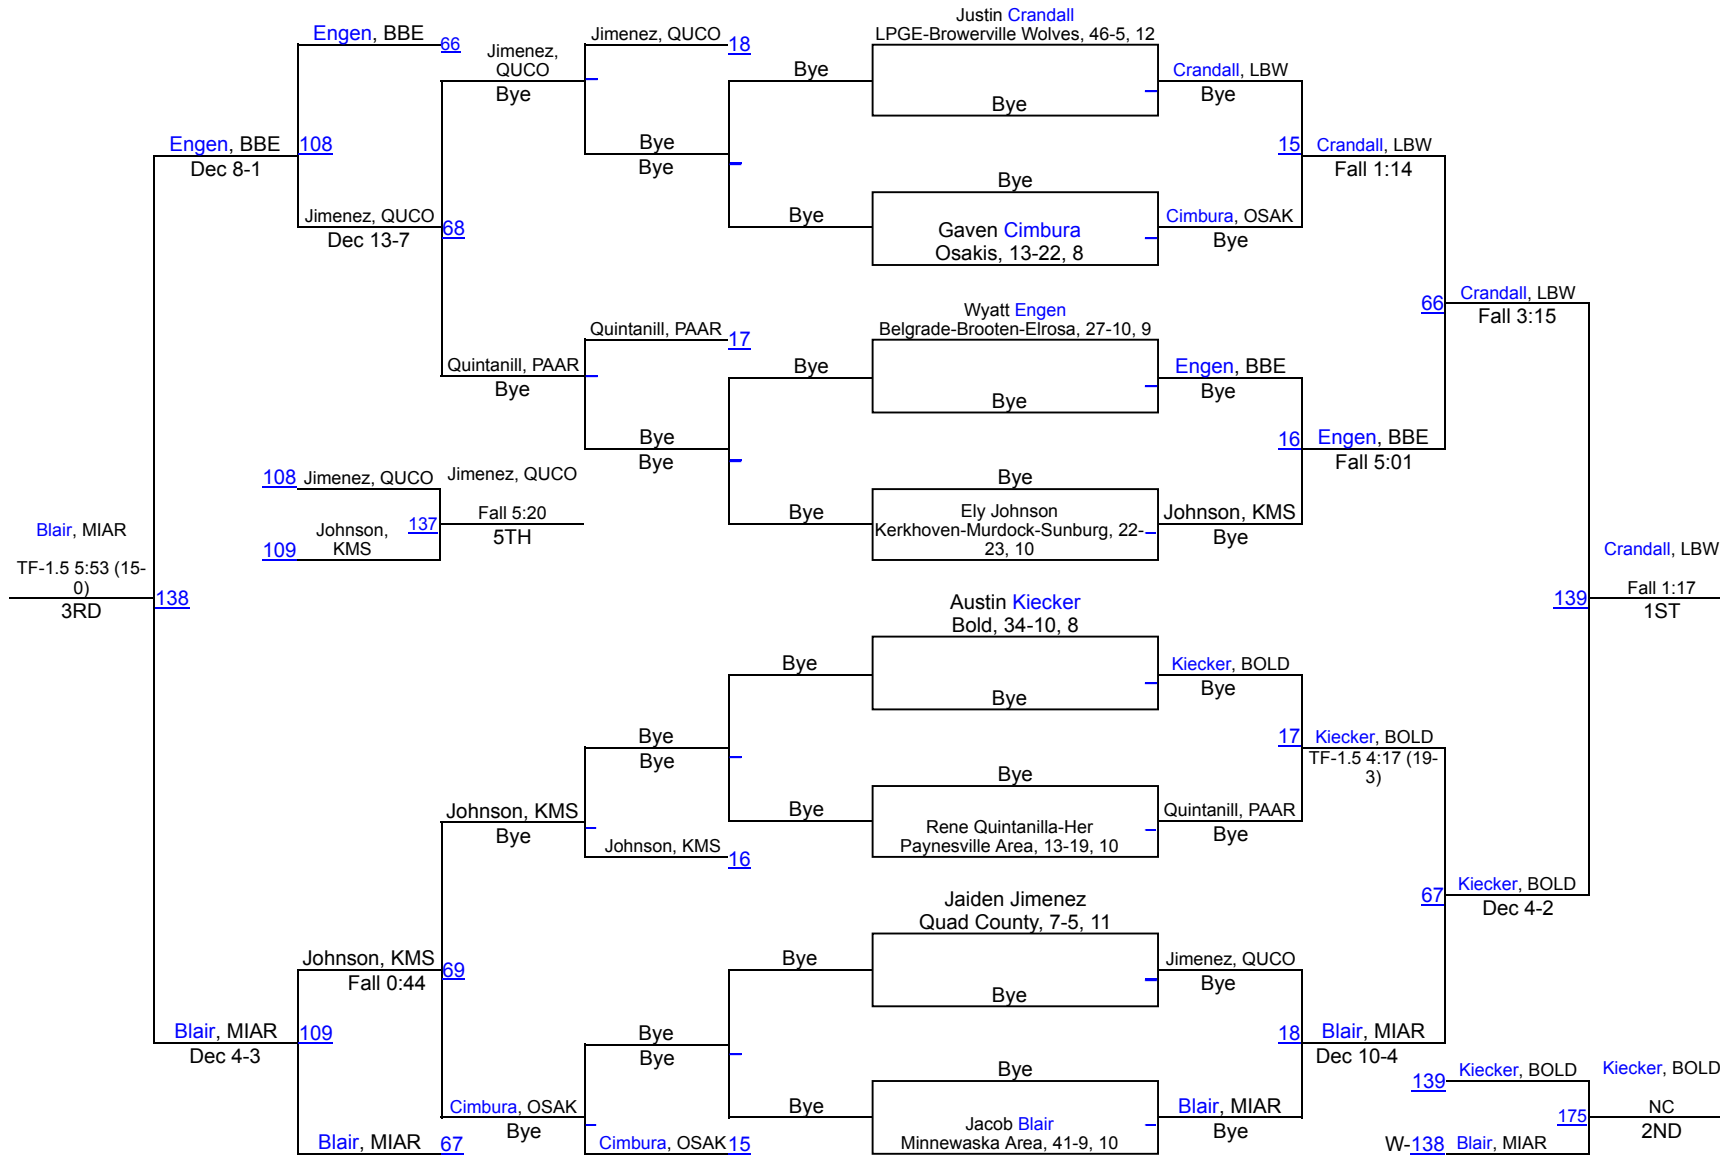 Justin Crandall
LPGE-Browerville Wolves, 46-5, 12
Bye
Bye
Gaven Cimbura
Osakis, 13-22, 8
Wyatt Engen
Belgrade-Brooten-Elrosa, 27-10, 9
Bye
Bye
Ely Johnson
Kerkhoven-Murdock-Sunburg, 22-
23, 10
Austin Kiecker
Bold, 34-10, 8
Bye
Bye
Rene Quintanilla-Her
Paynesville Area, 13-19, 10
Jaiden Jimenez
Quad County, 7-5, 11
Bye
Bye
Jacob Blair
Minnewaska Area, 41-9, 10
Crandall, LBW
Bye
Cimbura, OSAK
Bye
Engen, BBE
Bye
Johnson, KMS
Bye
Kiecker, BOLD
Bye
Quintanill, PAAR
Bye
Jimenez, QUCO
Bye
Blair, MIAR
Bye
15
Crandall, LBW
Fall 1:14
16
Engen, BBE
Fall 5:01
17
Kiecker, BOLD
TF-1.5 4:17 (19-
3)
18
Blair, MIAR
Dec 10-4
66
Crandall, LBW
Fall 3:15
67
Kiecker, BOLD
Dec 4-2
139
Crandall, LBW
Fall 1:17
1ST
139
Kiecker, BOLD
W-138
Blair, MIAR
175
Kiecker, BOLD
NC
2ND
Bye
Bye
Bye
Bye
Bye
Bye
Bye
Bye
Jimenez, QUCO
18
Bye
Bye
Quintanill, PAAR
17
Bye
Bye
Bye
Bye
Johnson, KMS
16
Bye
Bye
Cimbura, OSAK
15
Jimenez,
QUCO
Bye
Quintanill, PAAR
Bye
Johnson, KMS
Bye
Cimbura, OSAK
Bye
Engen, BBE
66
Jimenez, QUCO
Dec 13-7
68
Johnson, KMS
Fall 0:44
69
Blair, MIAR
67
Engen, BBE
Dec 8-1
108
Blair, MIAR
Dec 4-3
109
108
Jimenez, QUCO
109
Johnson,
KMS
137
Jimenez, QUCO
Fall 5:20
5TH
Blair, MIAR
TF-1.5 5:53 (15-
0)
3RD
138